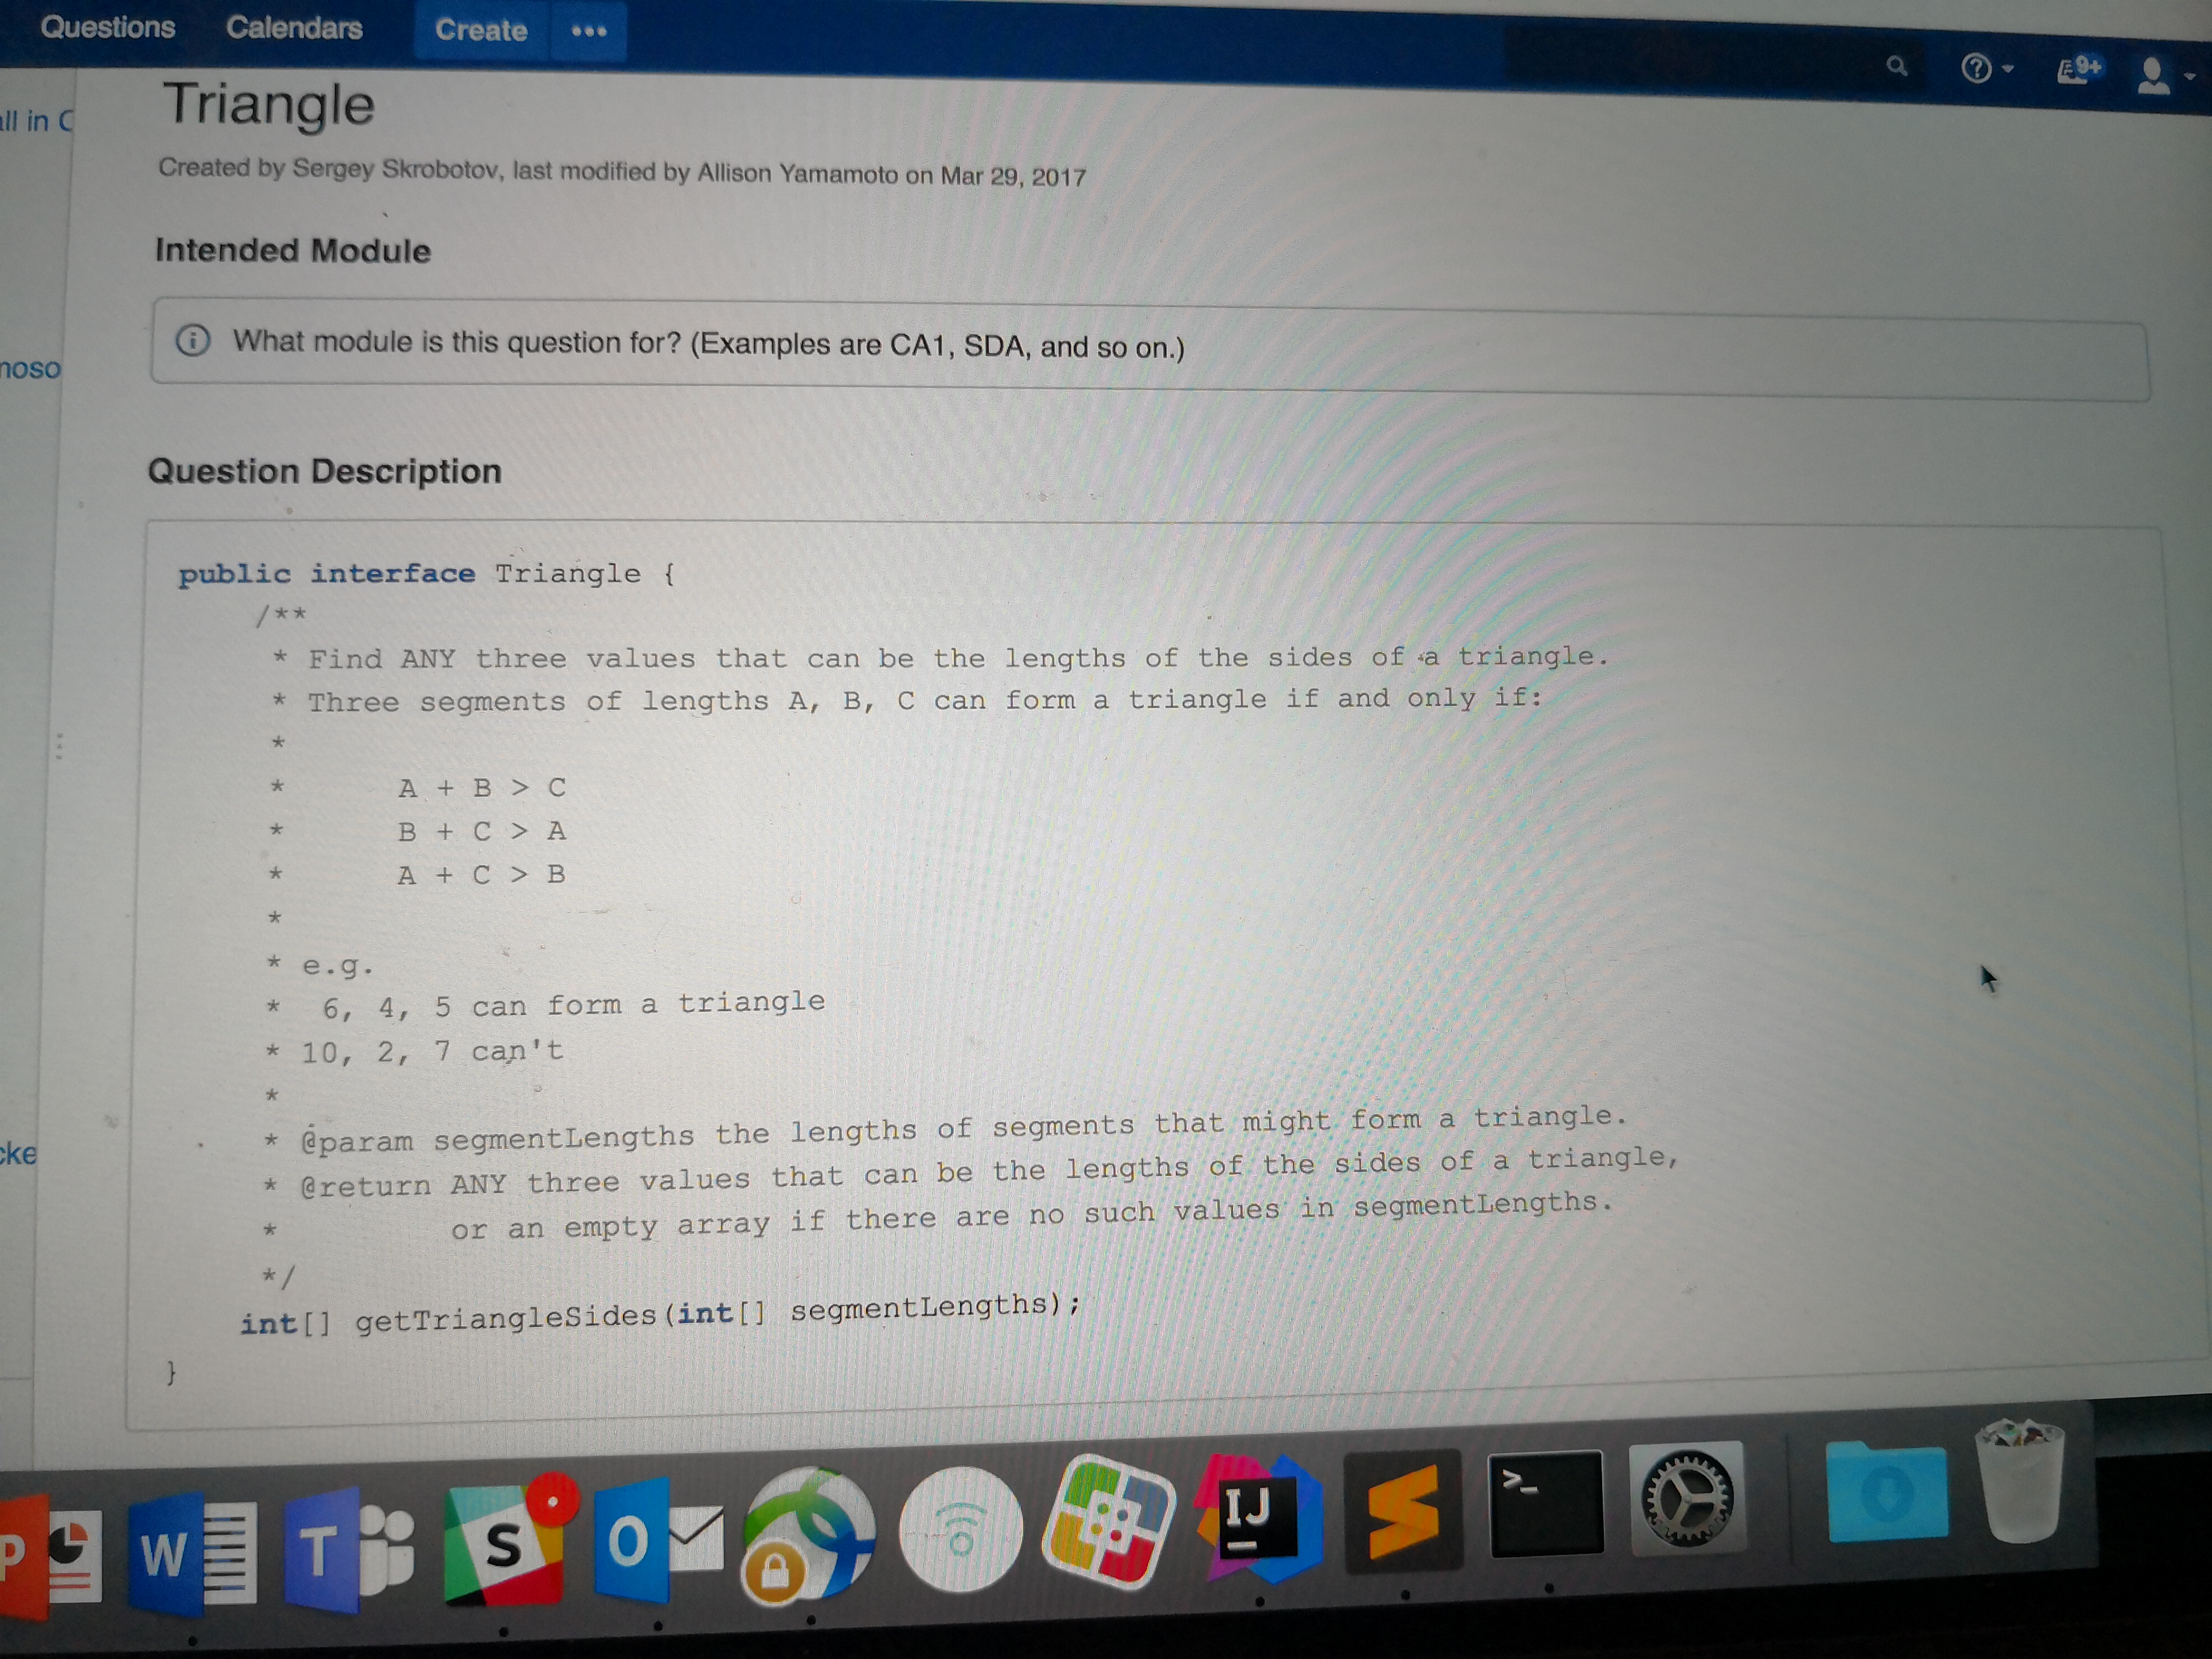 Questions Calendars Create •••
9+
all in C
Triangle
Created by Sergey Skrobotov, last modified by Allison Yamamoto on Mar 29, 2017
Intended Module
What module is this question for? (Examples are CA1, SDA, and so on.)
noso
Question Description
public interface Triangle {
/**
* Find ANY three values that can be the lengths of the sides of a triangle.
* Three segments of lengths A, B, C can form a triangle if and only if:
*
* A + B > C
* B + C > A
* A + C > B
*
* e.g.
* 6, 4, 5 can form a triangle
* 10, 2, 7 can't
*
* @param segmentLengths the lengths of segments that might form a triangle.
cke
* @return ANY three values that can be the lengths of the sides of a triangle,
* or an empty array if there are no such values in segmentLengths.
*/
int[] getTriangleSides(int[] segmentLengths);
}
P W T S O IJ >_